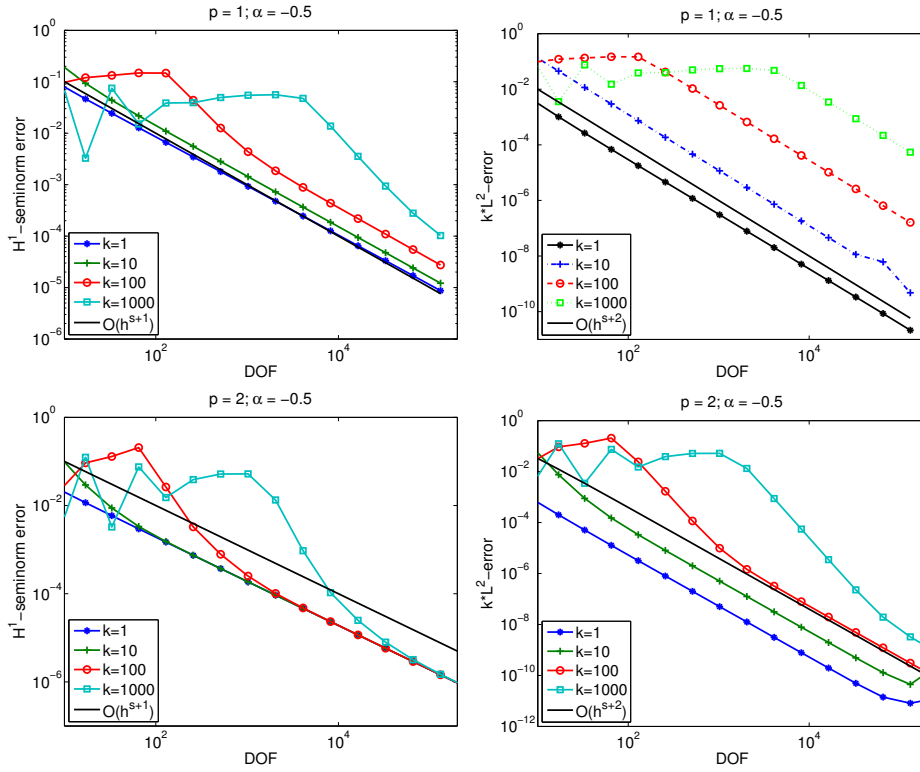 p = 1; α = −0.5
10^0
10^−1
10^−2
10^−3
10^−4
10^−5
10^−6
H^1−seminorm error
k=1
k=10
k=100
k=1000
O(h^{s+1})
10^2
10^4
DOF
p = 1; α = −0.5
10^0
10^−2
10^−4
10^−6
10^−8
10^−10
k*L^2−error
k=1
k=10
k=100
k=1000
O(h^{s+2})
10^2
10^4
DOF
p = 2; α = −0.5
10^0
10^−2
10^−4
10^−6
H^1−seminorm error
k=1
k=10
k=100
k=1000
O(h^{s+1})
10^2
10^4
DOF
p = 2; α = −0.5
10^0
10^−2
10^−4
10^−6
10^−8
10^−10
10^−12
k*L^2−error
k=1
k=10
k=100
k=1000
O(h^{s+2})
10^2
10^4
DOF